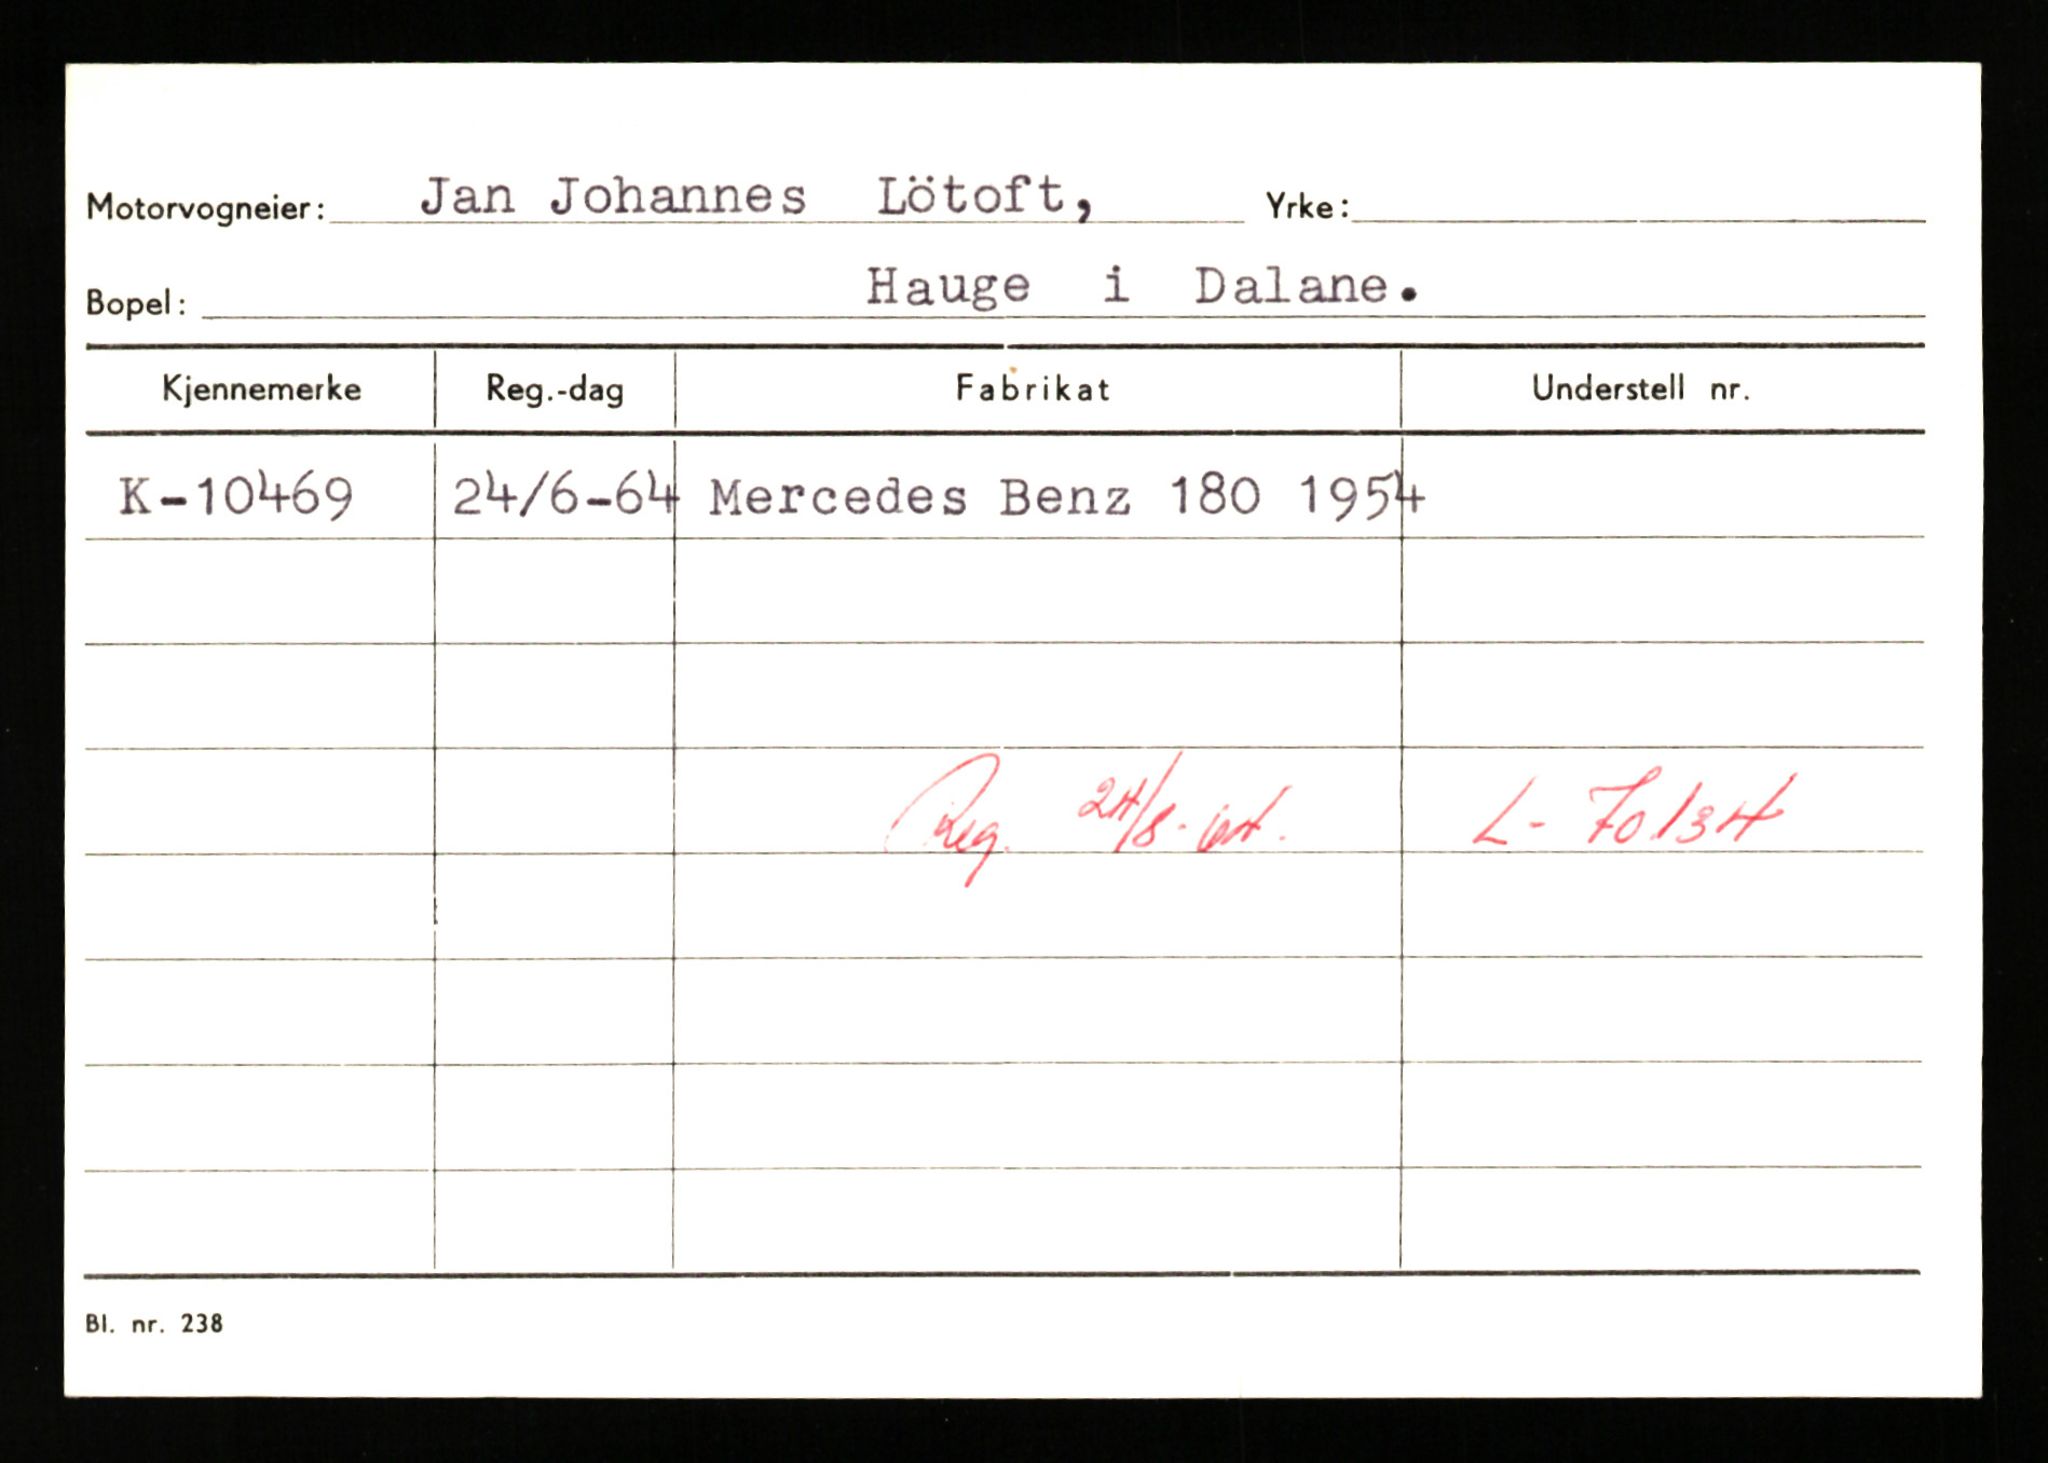 Motorvogneier: Jan Johannes Lötoft, Yrke:
Bopel: Hauge i Dalane.
Kjennemerke Reg.-dag Fabrikat Understell nr.
K-10469 24/6-64 Mercedes Benz 180 1954
Reg. 24/8-64. L-70134
Bl. nr. 238